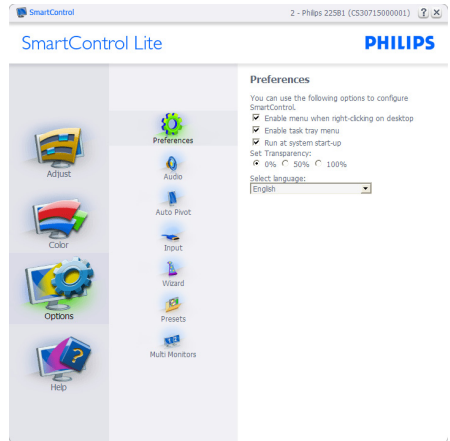 SmartControl
2 - Philips 225B1 (CS30715000001)
SmartControl Lite
PHILIPS
Adjust
Color
Options
Help
Preferences
Audio
Auto Pivot
Input
Wizard
Presets
Multi Monitors
Preferences
You can use the following options to configure
SmartControl.
Enable menu when right-clicking on desktop
Enable task tray menu
Run at system start-up
Set Transparency:
0% 50% 100%
Select language:
English